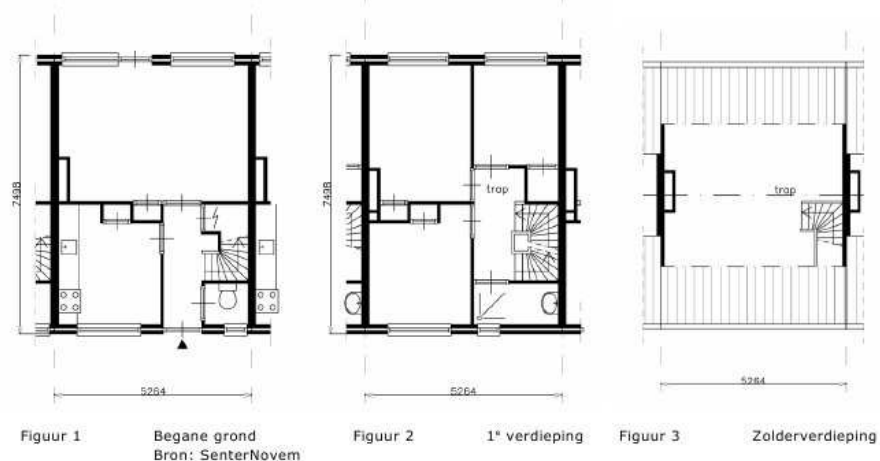 7498
trap
7498
trap
5264
5264
5264
Figuur 1 Begane grond
Bron: SenterNovem
Figuur 2 1e verdieping
Figuur 3 Zolderverdieping